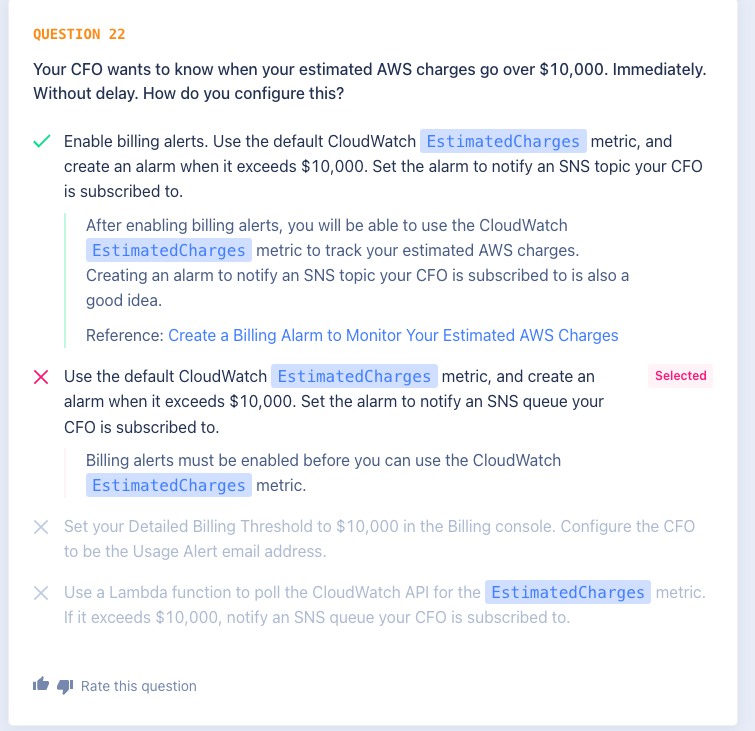 QUESTION 22
Your CFO wants to know when your estimated AWS charges go over $10,000. Immediately.
Without delay. How do you configure this?
Enable billing alerts. Use the default CloudWatch EstimatedCharges metric, and
create an alarm when it exceeds $10,000. Set the alarm to notify an SNS topic your CFO
is subscribed to.
After enabling billing alerts, you will be able to use the CloudWatch
EstimatedCharges metric to track your estimated AWS charges.
Creating an alarm to notify an SNS topic your CFO is subscribed to is also a
good idea.
Reference: Create a Billing Alarm to Monitor Your Estimated AWS Charges
Use the default CloudWatch EstimatedCharges metric, and create an
Selected
alarm when it exceeds $10,000. Set the alarm to notify an SNS queue your
CFO is subscribed to.
Billing alerts must be enabled before you can use the CloudWatch
EstimatedCharges metric.
Set your Detailed Billing Threshold to $10,000 in the Billing console. Configure the CFO
to be the Usage Alert email address.
Use a Lambda function to poll the CloudWatch API for the EstimatedCharges metric.
If it exceeds $10,000, notify an SNS queue your CFO is subscribed to.
Rate this question